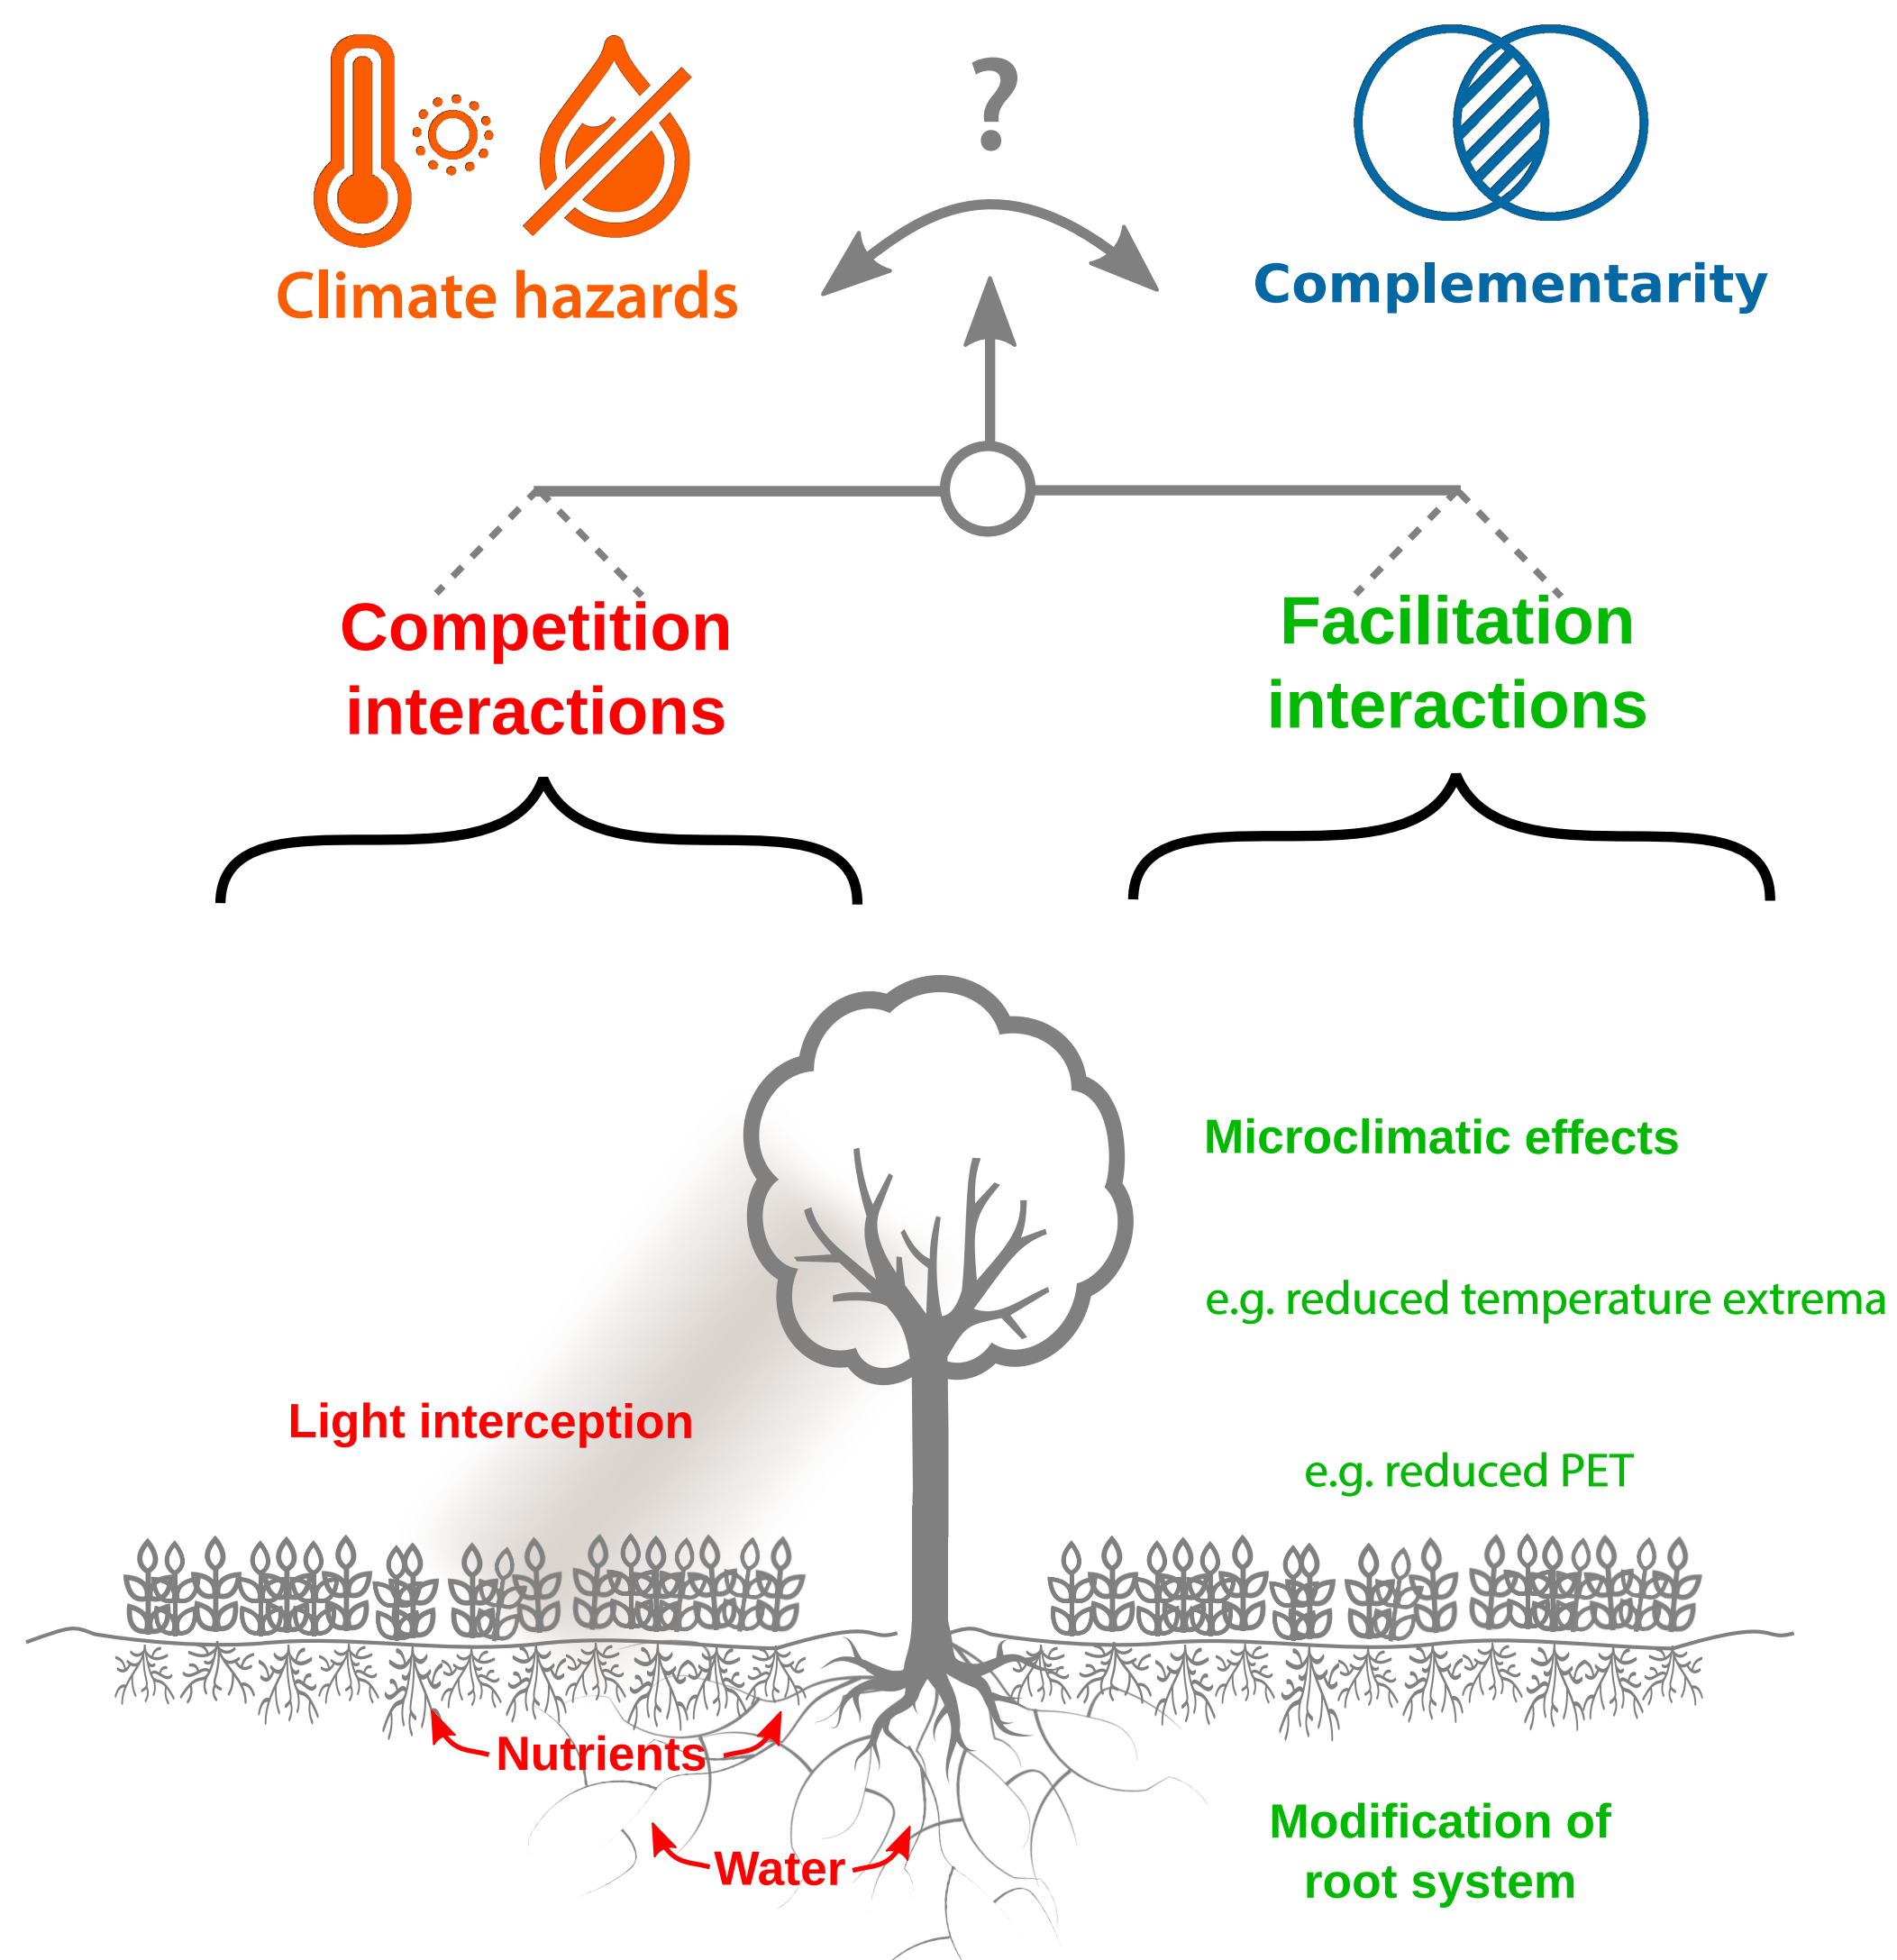 ?
Climate hazards
Complementarity
Competition
interactions
Facilitation
interactions
Microclimatic effects
e.g. reduced temperature extrema
Light interception
e.g. reduced PET
Nutrients
Water
Modification of
root system